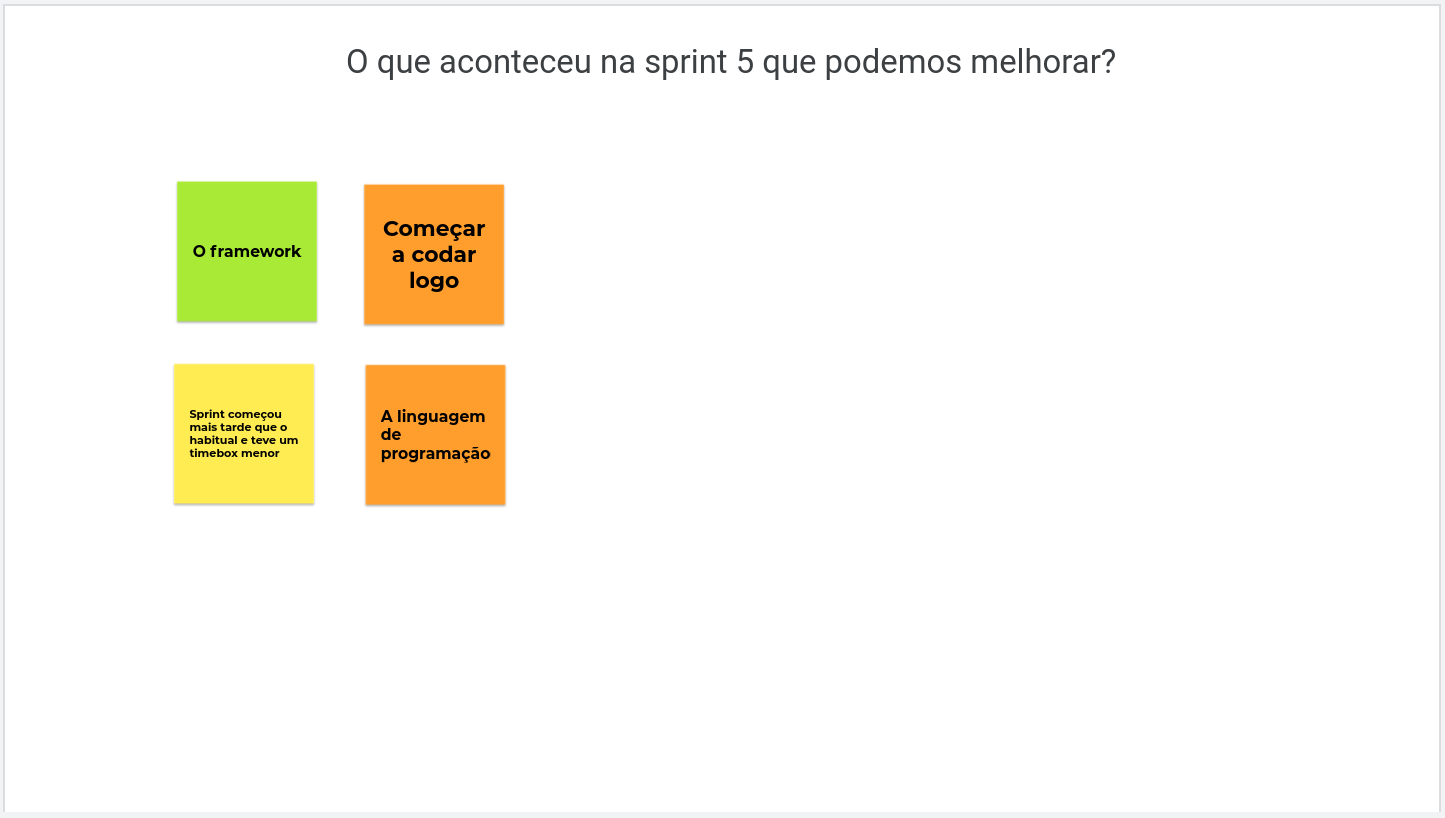 O que aconteceu na sprint 5 que podemos melhorar?
O framework
Começar
a codar
logo
Sprint começou
mais tarde que o
habitual e teve um
timebox menor
A linguagem
de
programação